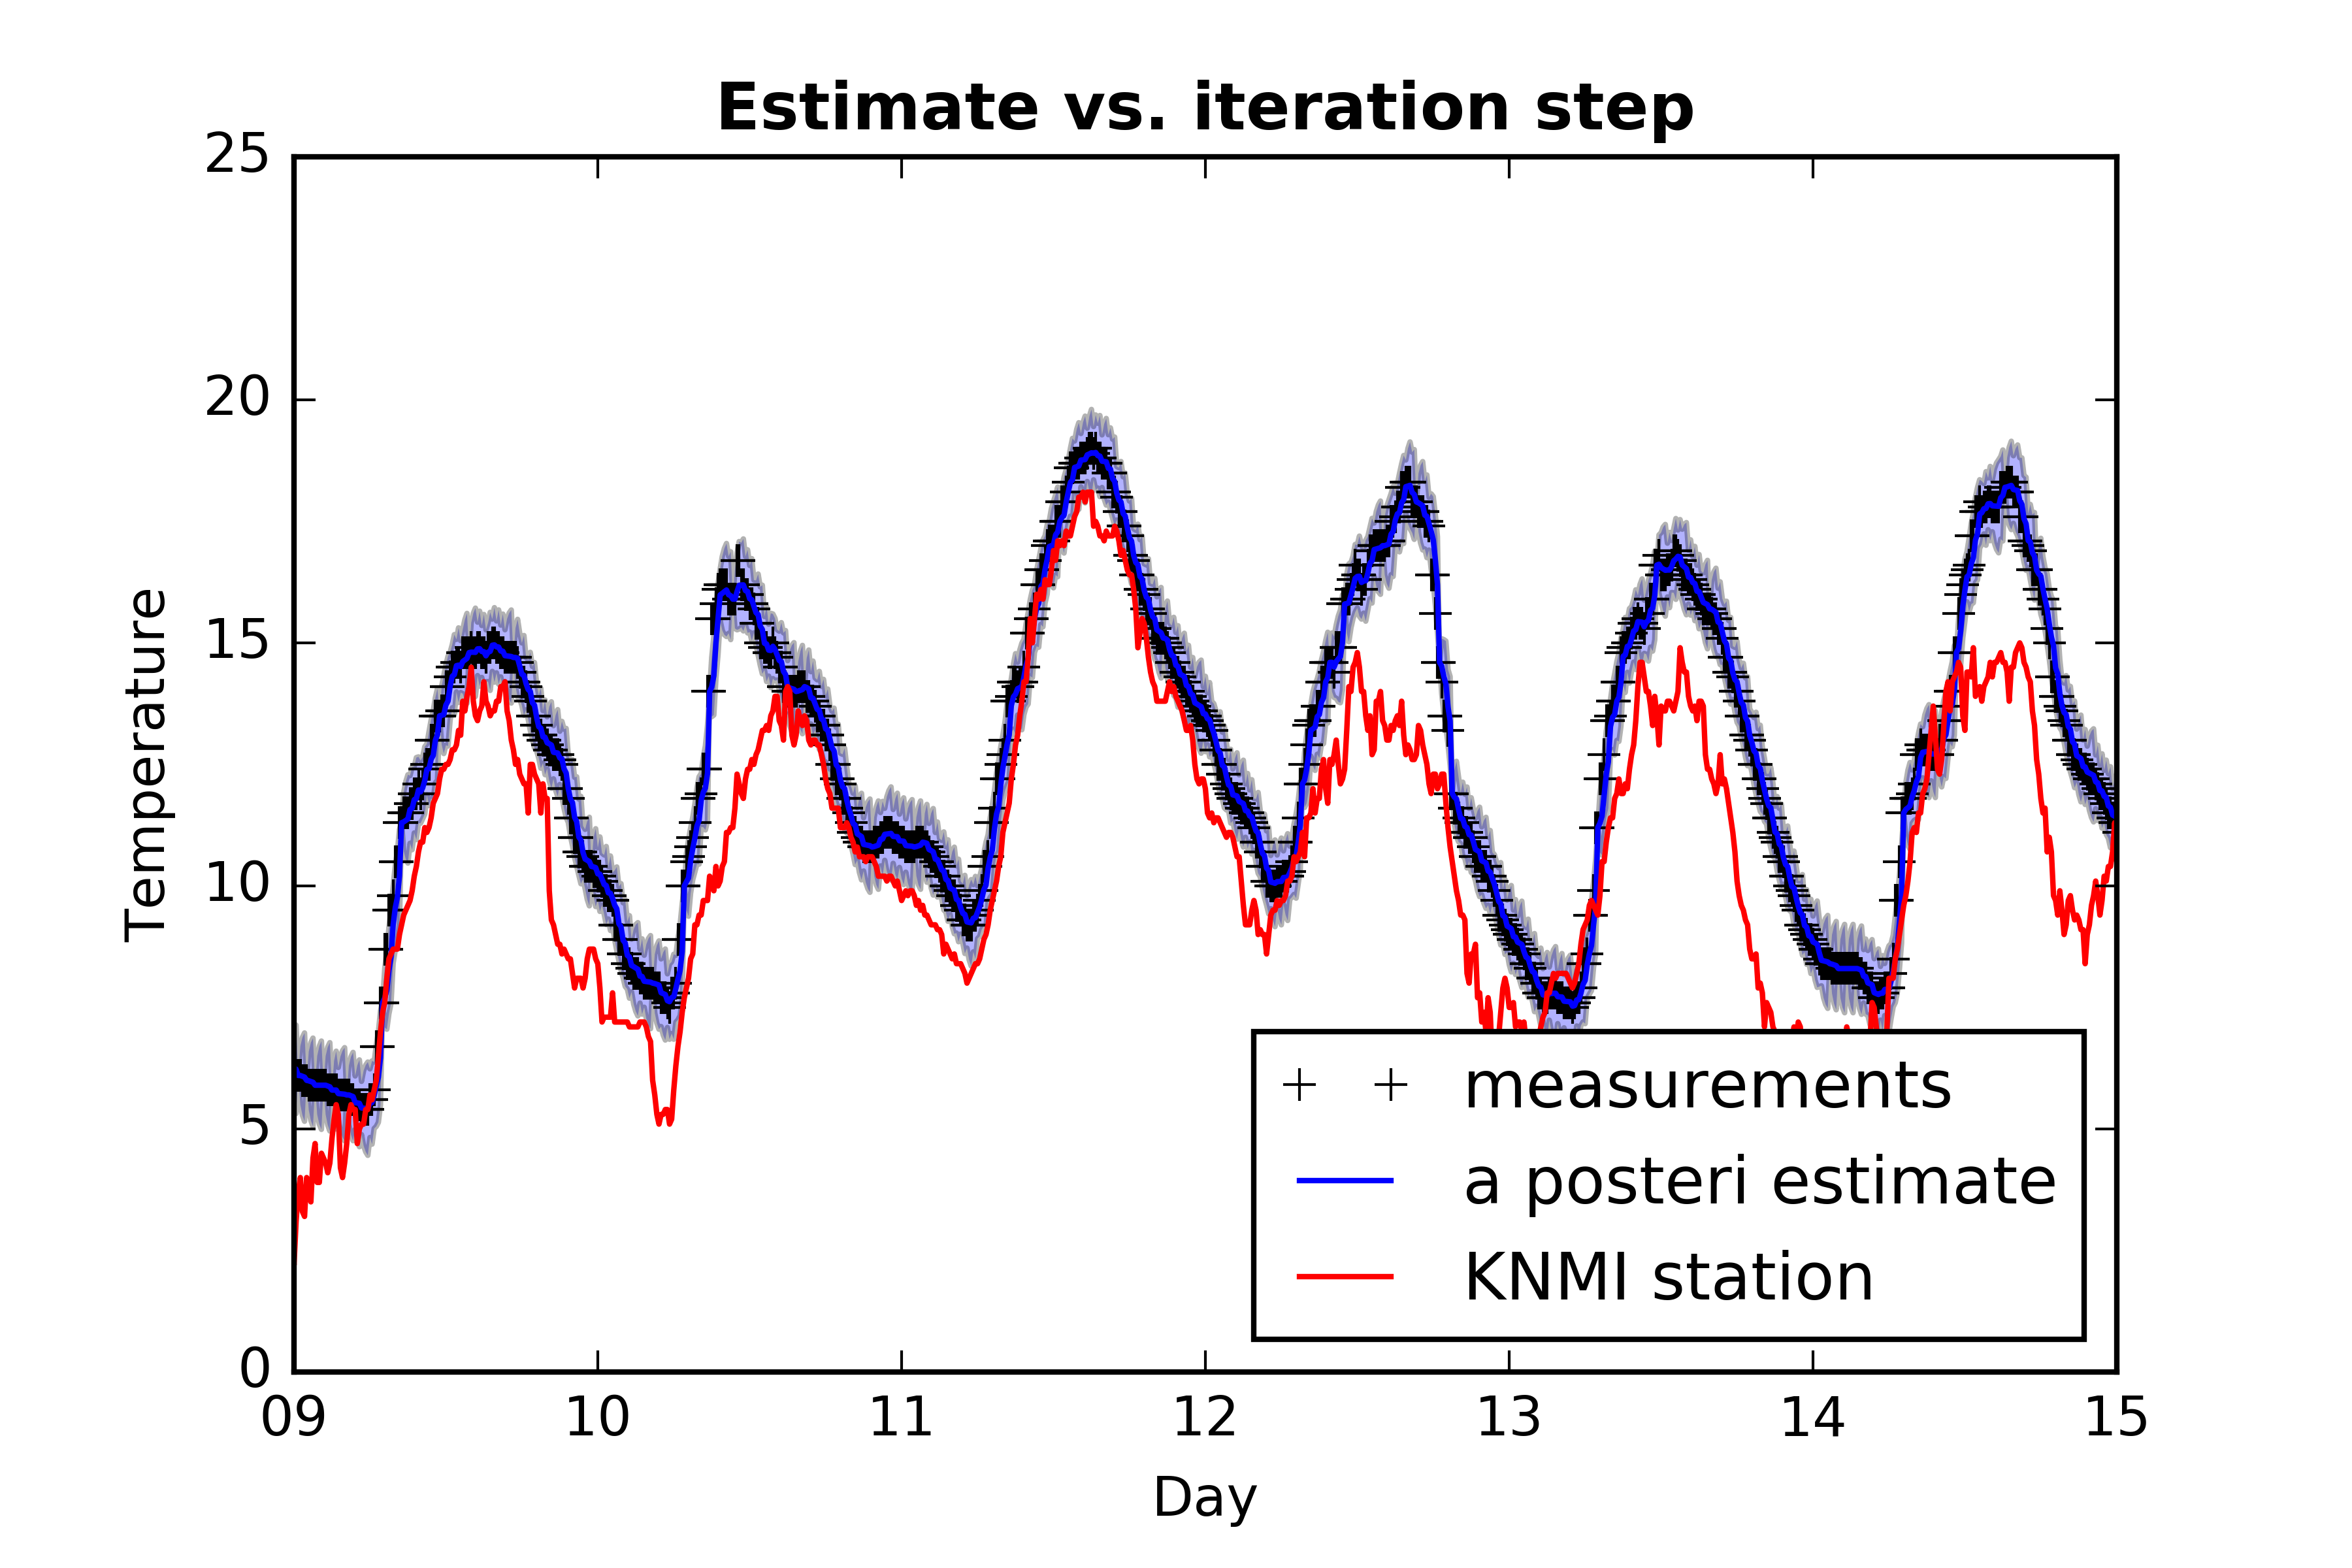 Estimate vs. iteration step
25
20
15
10
5
0
Temperature
measurements
a posteri estimate
KNMI station
09 10 11 12 13 14 15
Day